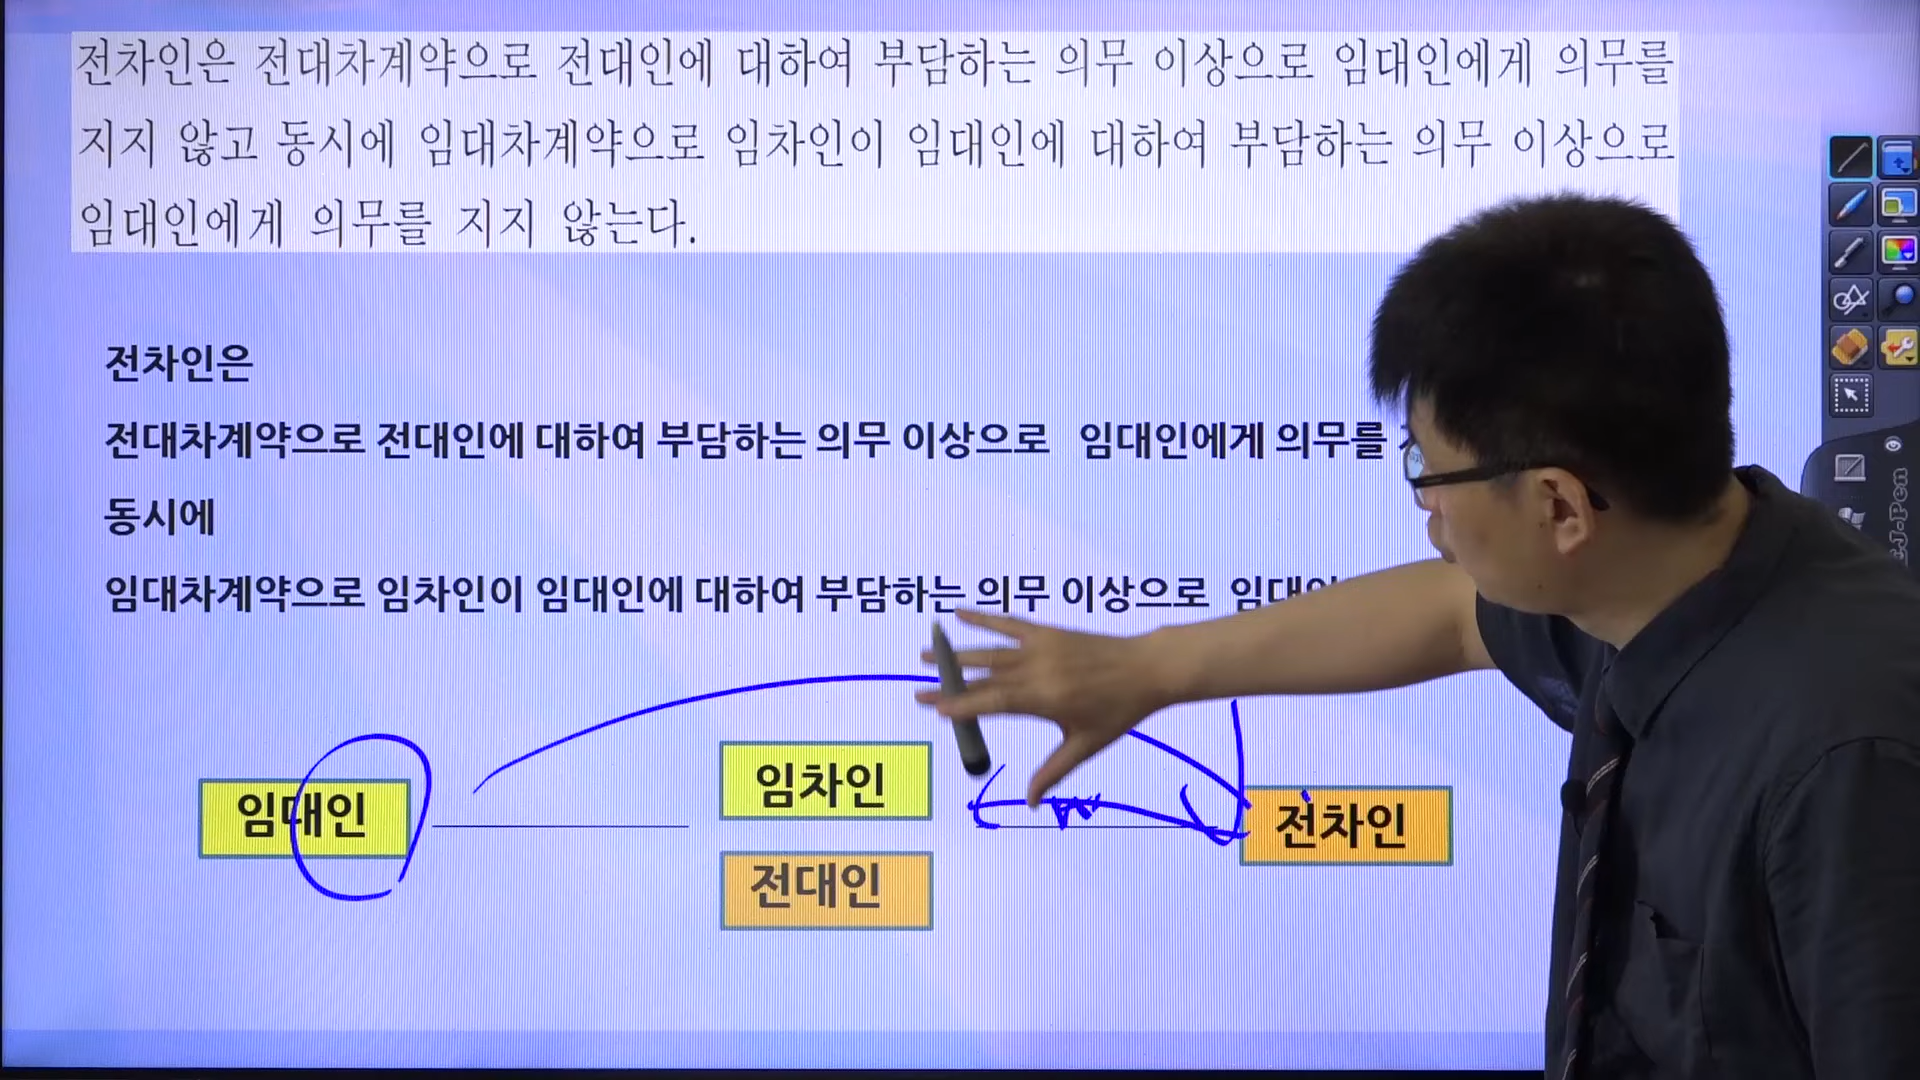 전차인은 전대차계약으로 전대인에 대하여 부담하는 의무 이상으로 임대인에게 의무를
지지 않고 동시에 임대차계약으로 임차인이 임대인에 대하여 부담하는 의무 이상으로
임대인에게 의무를 지지 않는다.
전차인은
전대차계약으로 전대인에 대하여 부담하는 의무 이상으로 임대인에게 의무를
동시에
임대차계약으로 임차인이 임대인에 대하여 부담하는 의무 이상으로
임대인
임차인
전대인
전차인